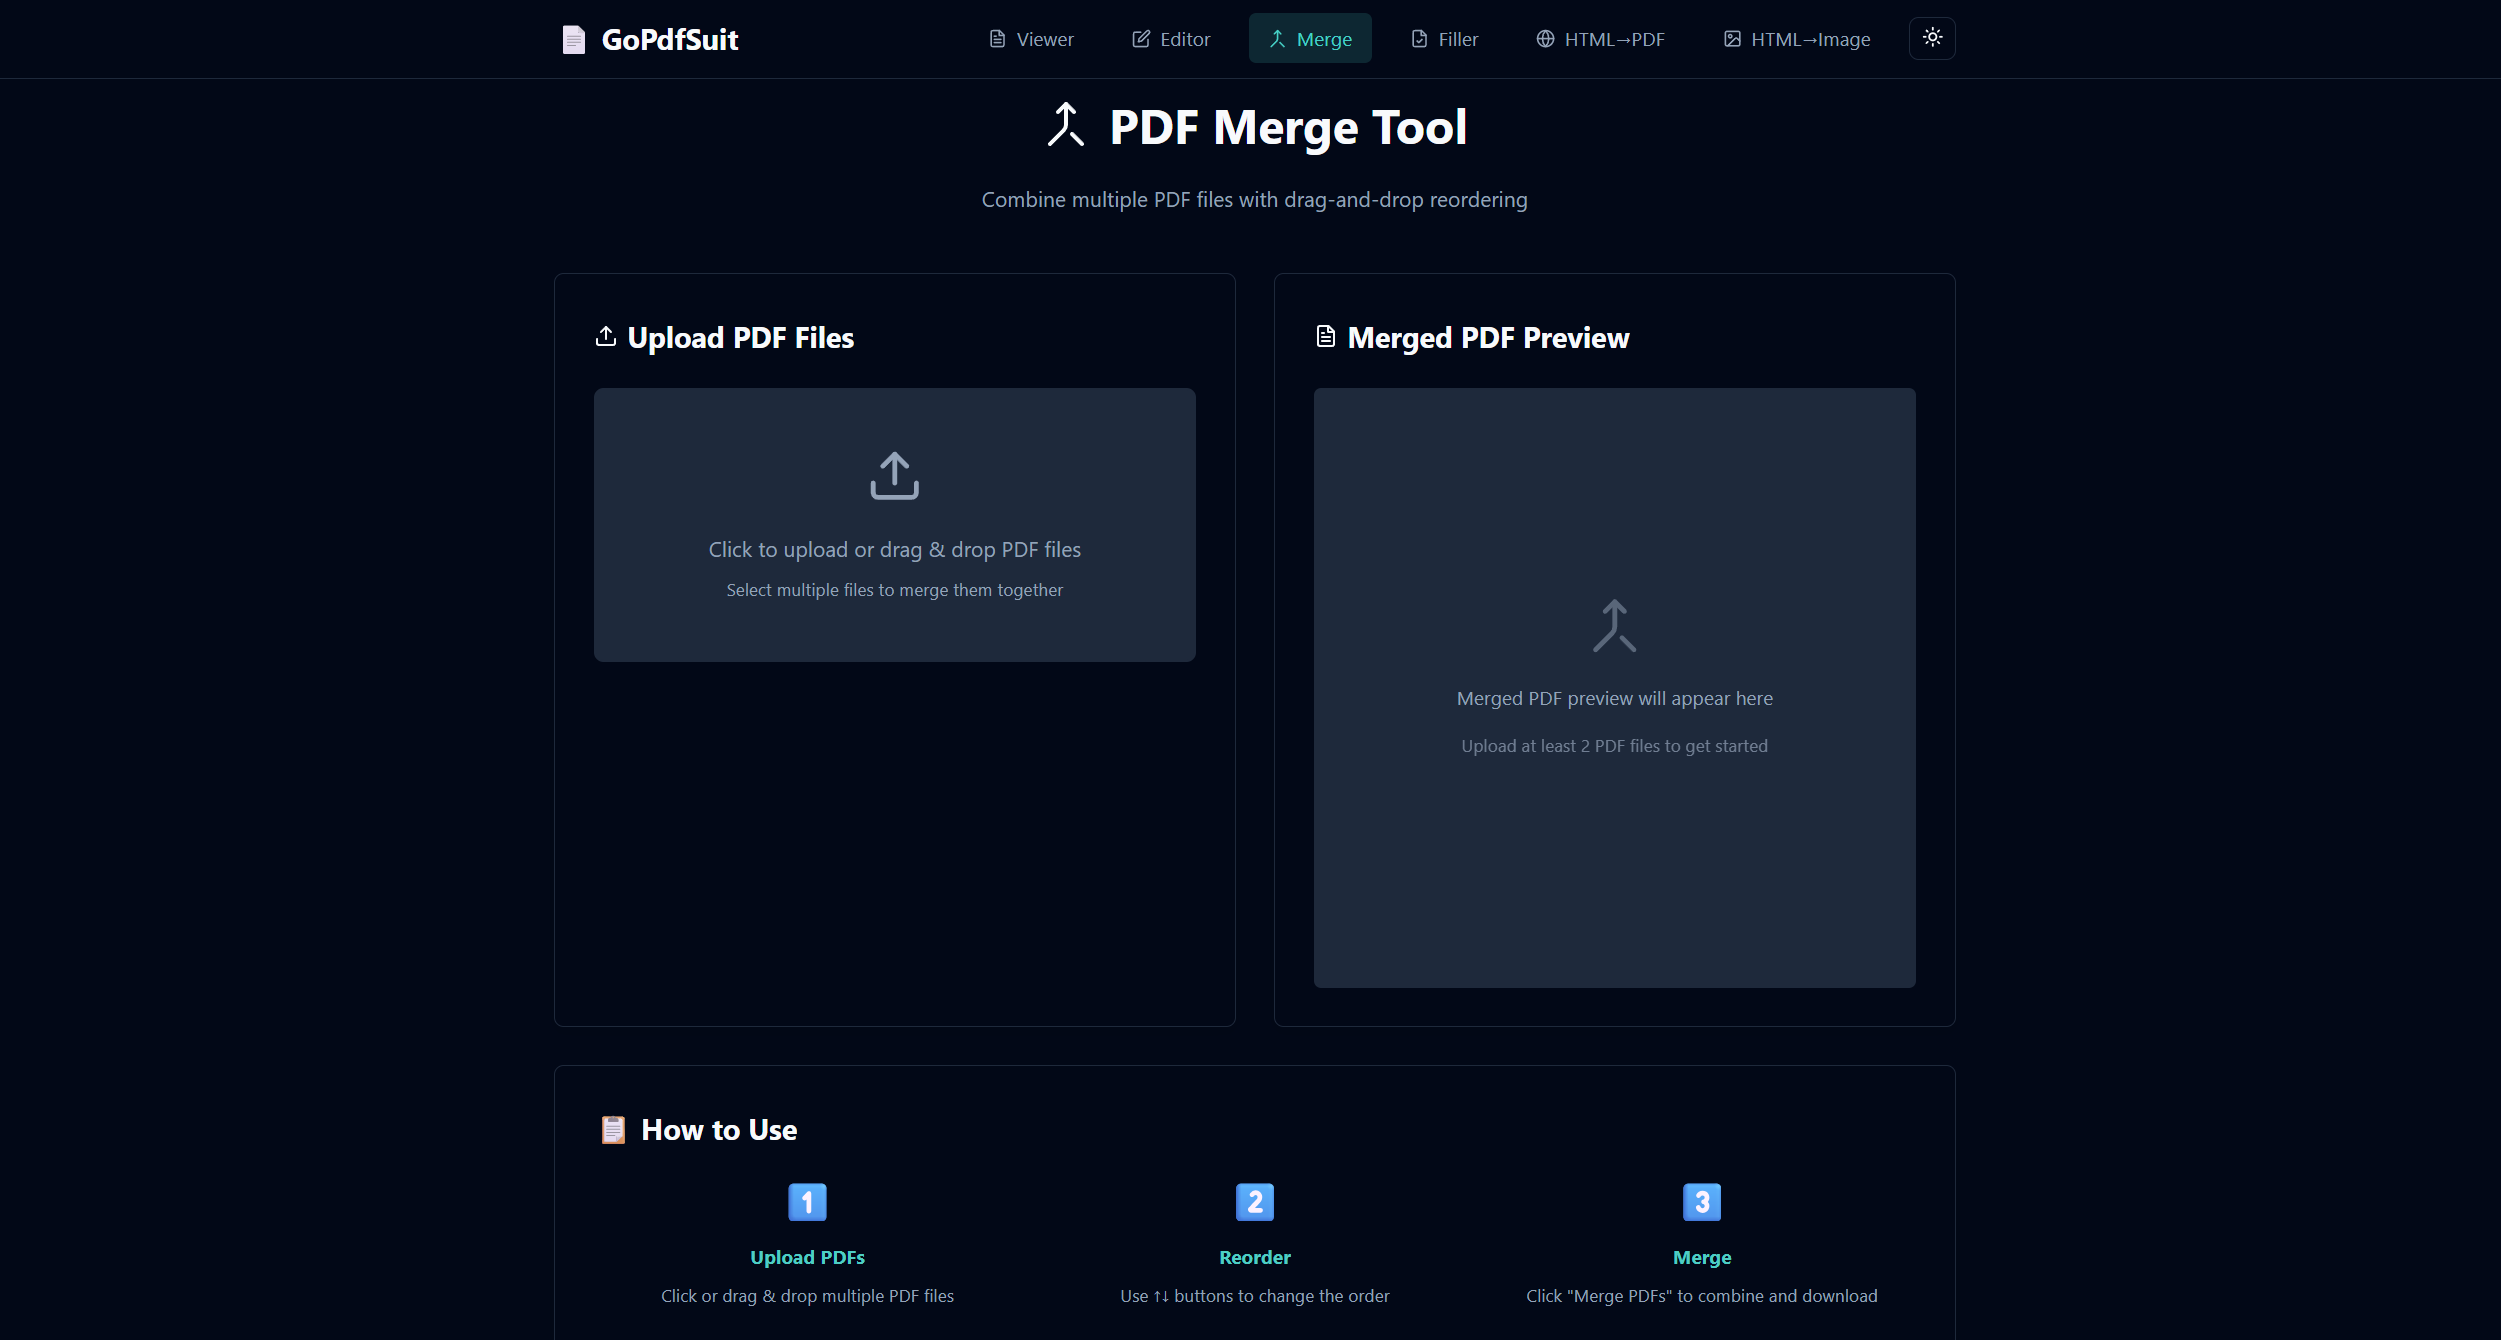 GoPdfSuit
Viewer
Editor
Merge
Filler
HTML→PDF
HTML→Image
PDF Merge Tool
Combine multiple PDF files with drag-and-drop reordering
Upload PDF Files
Click to upload or drag & drop PDF files
Select multiple files to merge them together
Merged PDF Preview
Merged PDF preview will appear here
Upload at least 2 PDF files to get started
How to Use
1
Upload PDFs
Click or drag & drop multiple PDF files
2
Reorder
Use ↑↓ buttons to change the order
3
Merge
Click "Merge PDFs" to combine and download